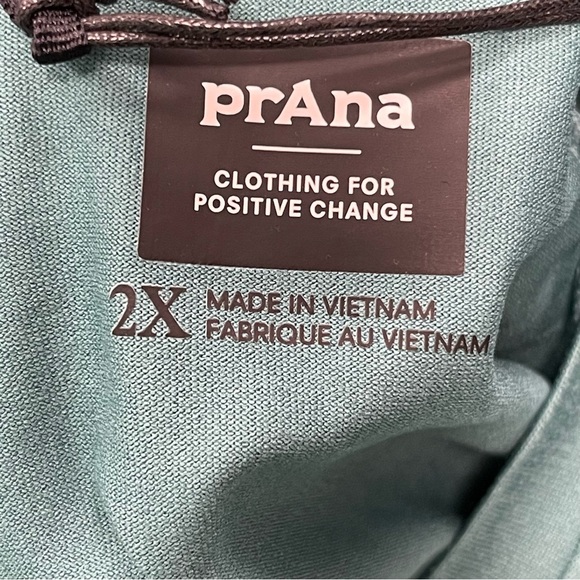 prAna
CLOTHING FOR
POSITIVE CHANGE
2X MADE IN VIETNAM
FABRIQUE AU VIETNAM